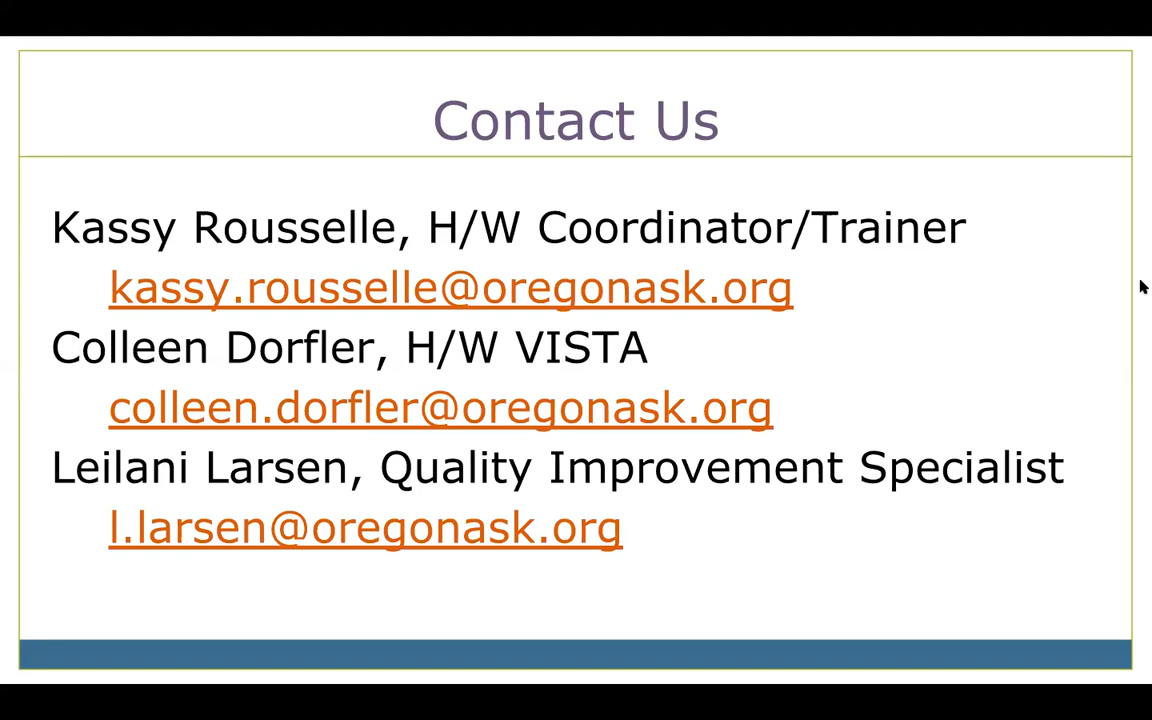 Contact Us
Kassy Rousselle, H/W Coordinator/Trainer
kassy.rousselle@oregonask.org
Colleen Dorfler, H/W VISTA
colleen.dorfler@oregonask.org
Leilani Larsen, Quality Improvement Specialist
l.larsen@oregonask.org